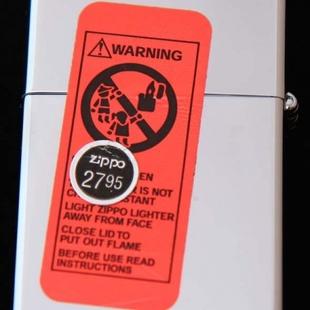 WARNING
zippo
2795
IS NOT
LIGHT ZIPPO LIGHTER
AWAY FROM FACE
CLOSE LID TO
PUT OUT FLAME
BEFORE USE READ
INSTRUCTIONS